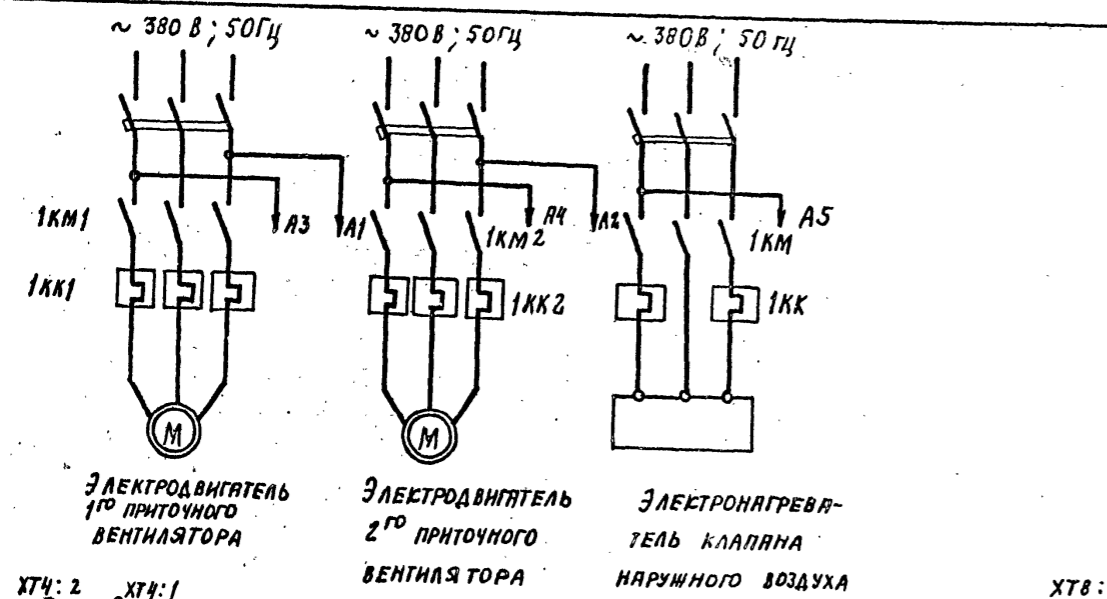 ~ 380 В; 50 Гц
~ 380 В; 50 Гц
~ 380 В; 50 гц
1КМ1
А3
А1
1КМ2
А4
А2
1КМ
А5
1КК1
1КК2
1КК
М
М
ЭЛЕКТРОДВИГАТЕЛЬ
1ГО ПРИТОЧНОГО
ВЕНТИЛЯТОРА
ЭЛЕКТРОДВИГАТЕЛЬ
2ГО ПРИТОЧНОГО
ВЕНТИЛЯТОРА
ЭЛЕКТРОНАГРЕВА-
ТЕЛЬ КЛАПАНА
НАРУЖНОГО ВОЗДУХА
ХТ4: 2
ХТ4: 1
ХТ8: